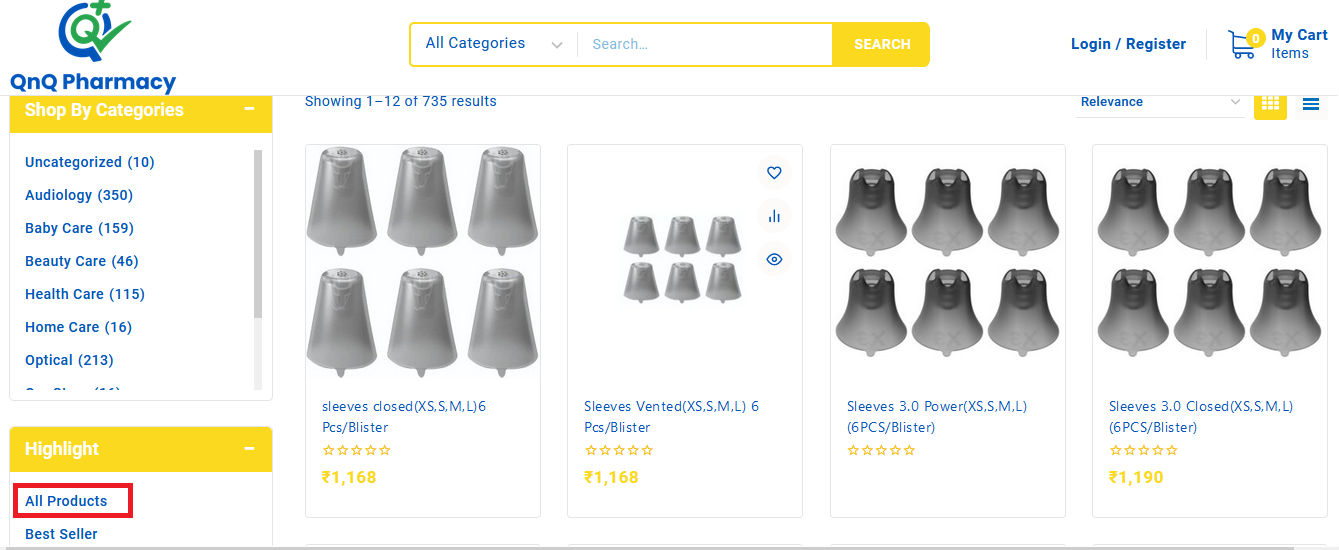 QnQ Pharmacy
All Categories
Search...
SEARCH
Login / Register
0
My Cart
Items
Shop By Categories
Uncategorized (10)
Audiology (350)
Baby Care (159)
Beauty Care (46)
Health Care (115)
Home Care (16)
Optical (213)
Highlight
All Products
Best Seller
Showing 1–12 of 735 results
Relevance
sleeves closed(XS,S,M,L)6
Pcs/Blister
₹1,168
Sleeves Vented(XS,S,M,L) 6
Pcs/Blister
₹1,168
Sleeves 3.0 Power(XS,S,M,L)
(6PCS/Blister)
Sleeves 3.0 Closed(XS,S,M,L)
(6PCS/Blister)
₹1,190